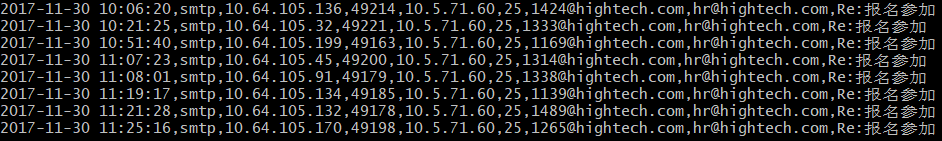 2017-11-30 10:06:20,smtp,10.64.105.136,49214,10.5.71.60,25,1424@hightech.com,hr@hightech.com,Re:报名参加
2017-11-30 10:21:25,smtp,10.64.105.32,49221,10.5.71.60,25,1333@hightech.com,hr@hightech.com,Re:报名参加
2017-11-30 10:51:40,smtp,10.64.105.199,49163,10.5.71.60,25,1169@hightech.com,hr@hightech.com,Re:报名参加
2017-11-30 11:07:23,smtp,10.64.105.45,49200,10.5.71.60,25,1314@hightech.com,hr@hightech.com,Re:报名参加
2017-11-30 11:08:01,smtp,10.64.105.91,49179,10.5.71.60,25,1338@hightech.com,hr@hightech.com,Re:报名参加
2017-11-30 11:19:17,smtp,10.64.105.134,49185,10.5.71.60,25,1139@hightech.com,hr@hightech.com,Re:报名参加
2017-11-30 11:21:28,smtp,10.64.105.132,49178,10.5.71.60,25,1489@hightech.com,hr@hightech.com,Re:报名参加
2017-11-30 11:25:16,smtp,10.64.105.170,49198,10.5.71.60,25,1265@hightech.com,hr@hightech.com,Re:报名参加